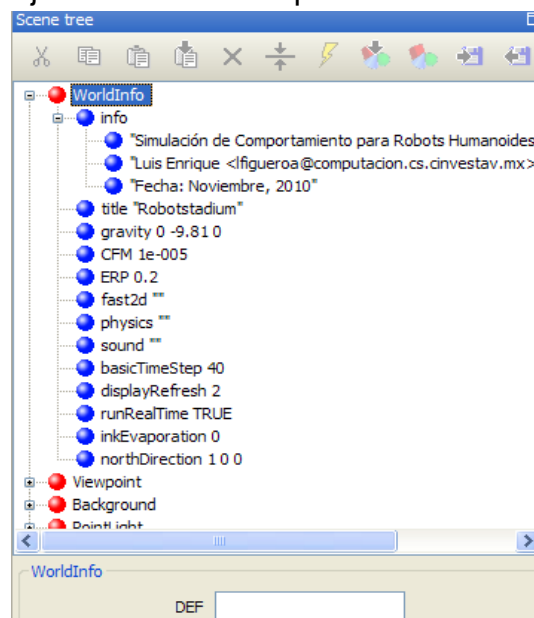 Scene tree
WorldInfo
info
"Simulación de Comportamiento para Robots Humanoides
"Luis Enrique <lfigueroa@computacion.cs.cinvestav.mx>
"Fecha: Noviembre, 2010"
title "Robotstadium"
gravity 0 -9.81 0
CFM 1e-005
ERP 0.2
fast2d ""
physics ""
sound ""
basicTimeStep 40
displayRefresh 2
runRealTime TRUE
inkEvaporation 0
northDirection 1 0 0
Viewpoint
Background
PointLight
WorldInfo
DEF